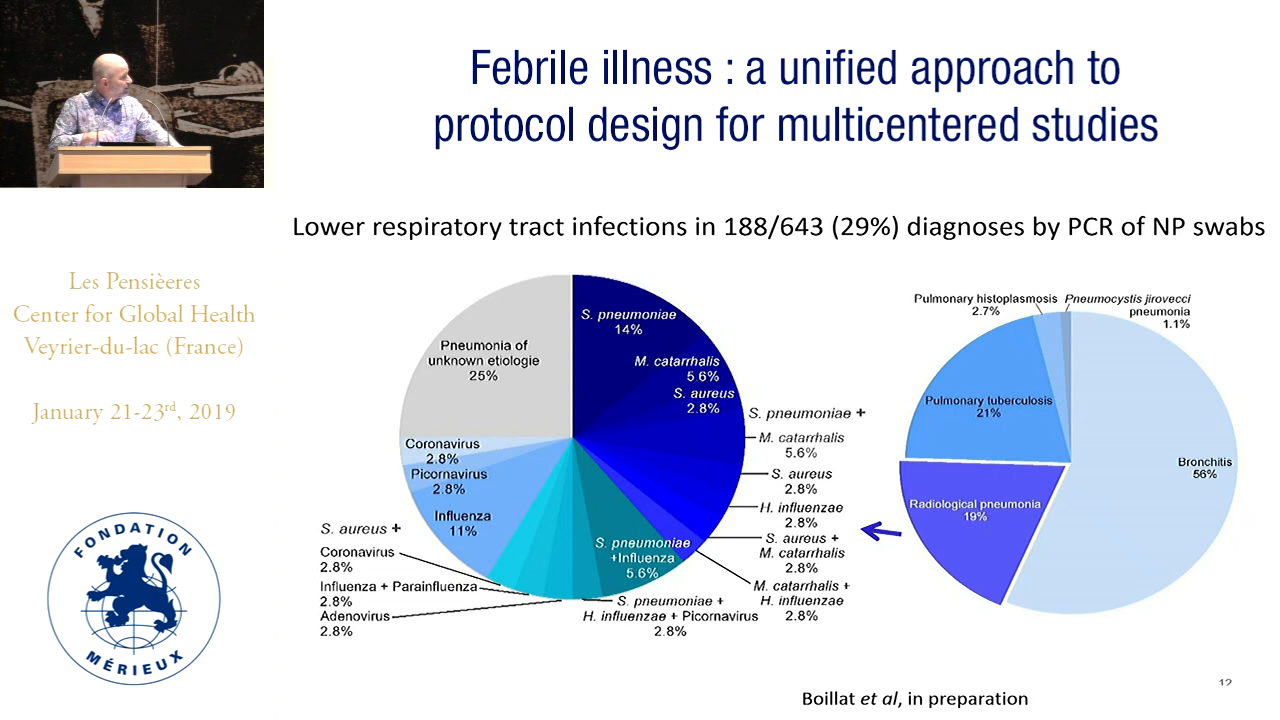 Febrile illness : a unified approach to
protocol design for multicentered studies
Les Pensièeres
Center for Global Health
Veyrier-du-lac (France)
January 21-23rd, 2019
FONDATION
MÉRIEUX
Lower respiratory tract infections in 188/643 (29%) diagnoses by PCR of NP swabs
Pneumonia of
unknown etiologie
25%
S. pneumoniae
14%
M. catarrhalis
5.6%
S. aureus
2.8%
S. pneumoniae +
M. catarrhalis
5.6%
S. aureus
2.8%
H. influenzae
2.8%
S. aureus +
M. catarrhalis
2.8%
M. catarrhalis +
H. influenzae
2.8%
S. pneumoniae
+Influenza
5.6%
S. pneumoniae +
H. influenzae + Picornavirus
2.8%
Coronavirus
2.8%
Picornavirus
2.8%
Influenza
11%
S. aureus +
Coronavirus
2.8%
Influenza + Parainfluenza
2.8%
Adenovirus
2.8%
Pulmonary histoplasmosis
2.7%
Pneumocystis jirovecci
pneumonia
1.1%
Pulmonary tuberculosis
21%
Radiological pneumonia
19%
Bronchitis
56%
12
Boillat et al, in preparation